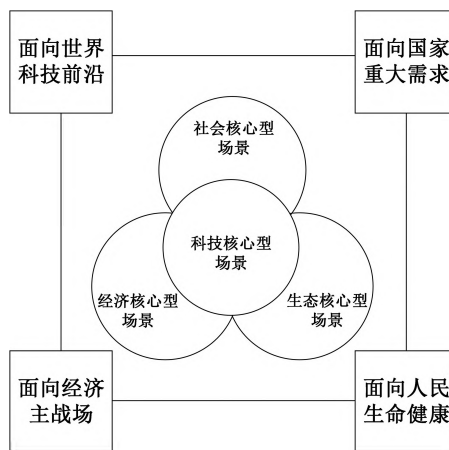 面向世界
科技前沿
面向国家
重大需求
社会核心型
场景
科技核心型
场景
经济核心型
场景
生态核心型
场景
面向经济
主战场
面向人民
生命健康